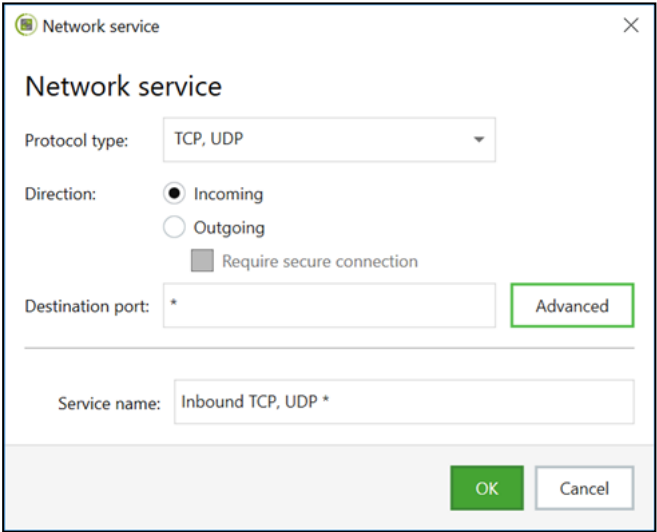 Network service
Network service
Protocol type: TCP, UDP
Direction: Incoming
Outgoing
Require secure connection
Destination port: * Advanced
Service name: Inbound TCP, UDP *
OK Cancel